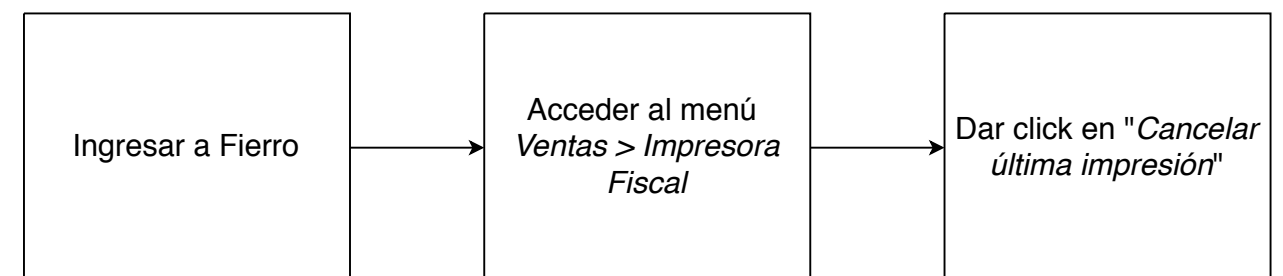 Ingresar a Fierro
Acceder al menú
Ventas > Impresora
Fiscal
Dar click en "Cancelar
última impresión"